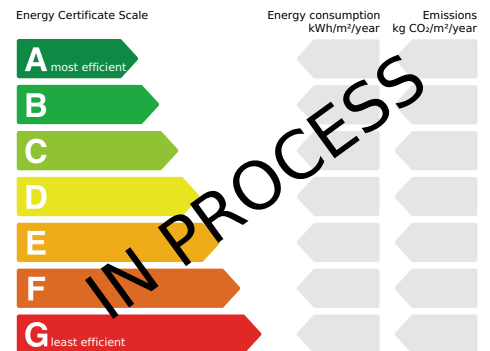 Energy Certificate Scale
Energy consumption
kWh/m²/year
Emissions
kg CO₂/m²/year
A most efficient
B
C
D
E
F
G least efficient
IN PROCESS